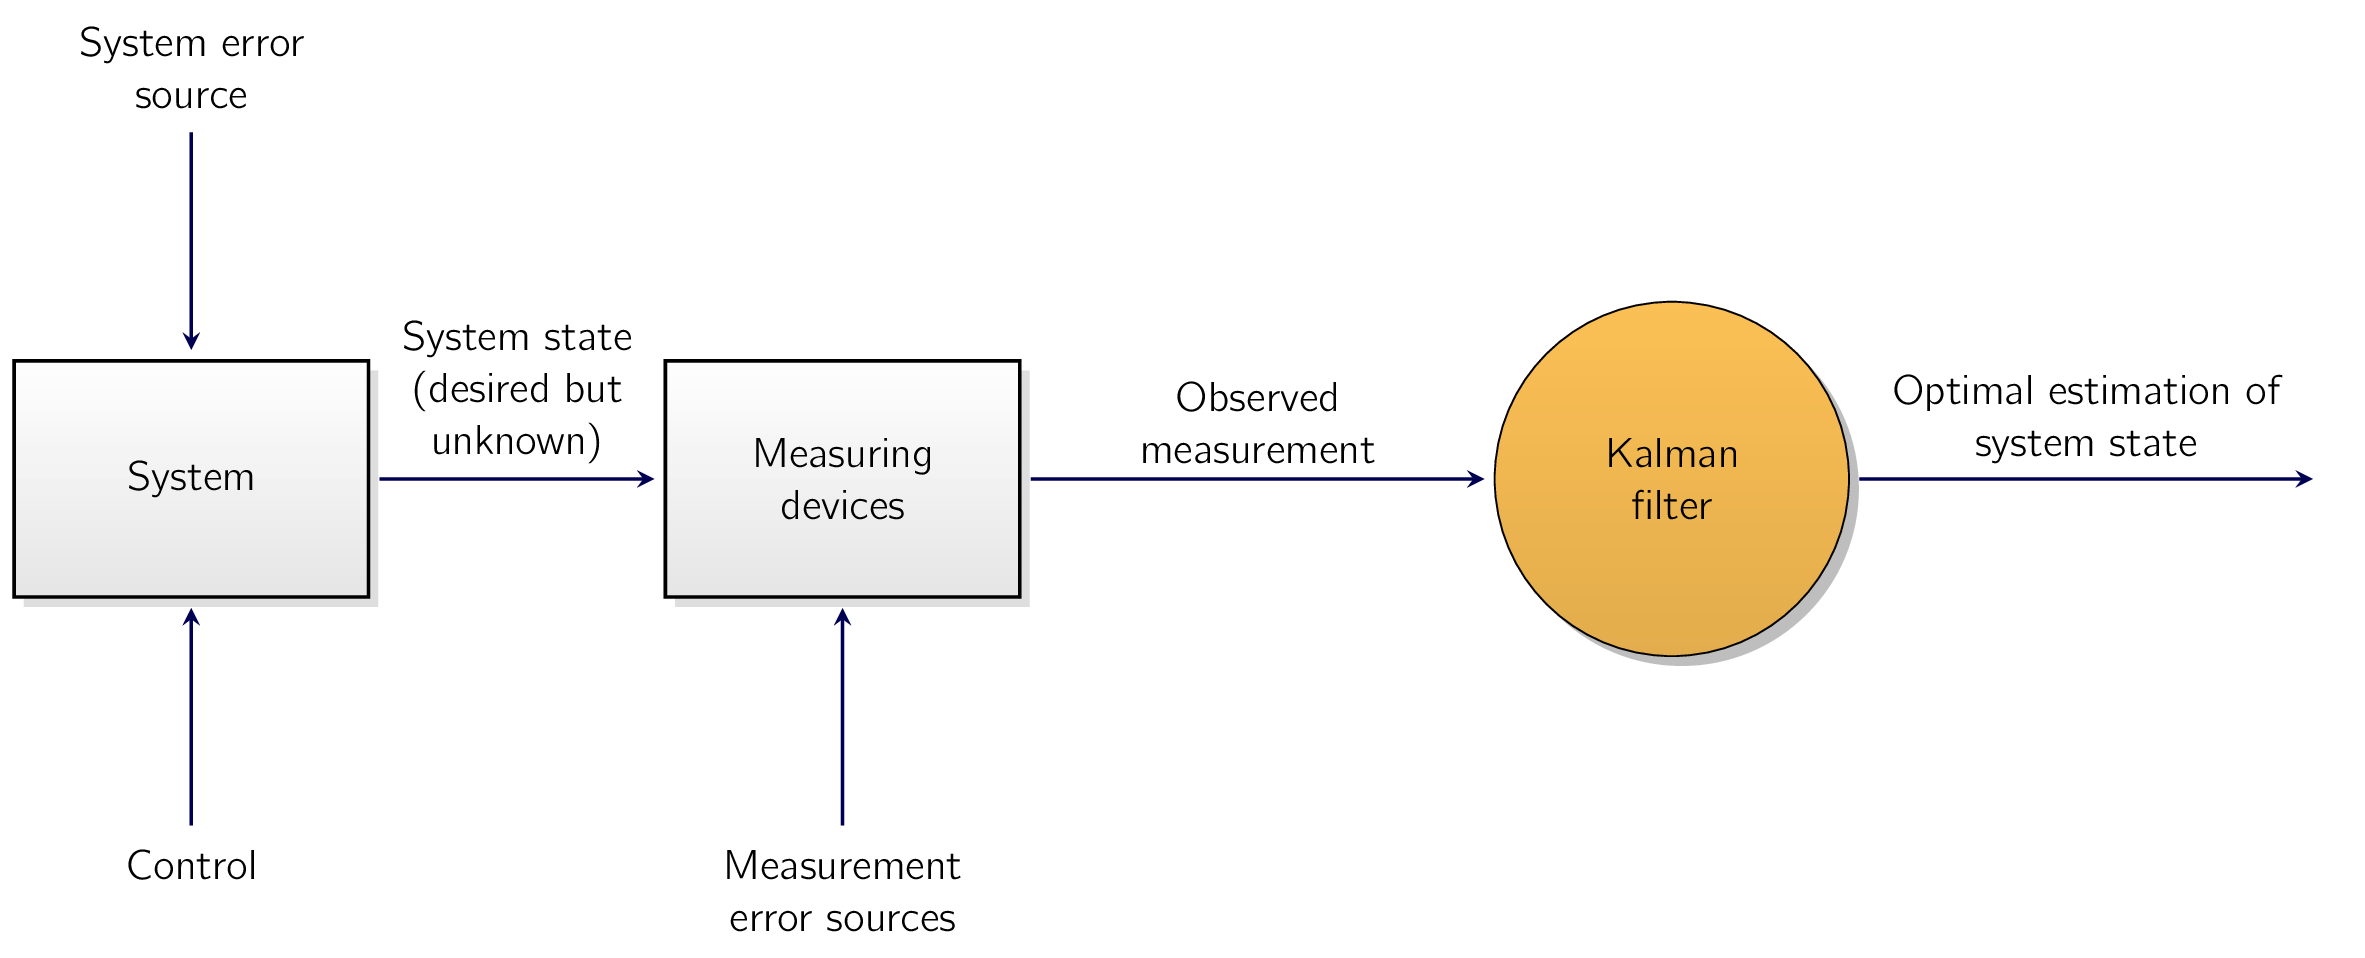 System error
source
System state
(desired but
unknown)
System
Measuring
devices
Observed
measurement
Kalman
filter
Optimal estimation of
system state
Control
Measurement
error sources